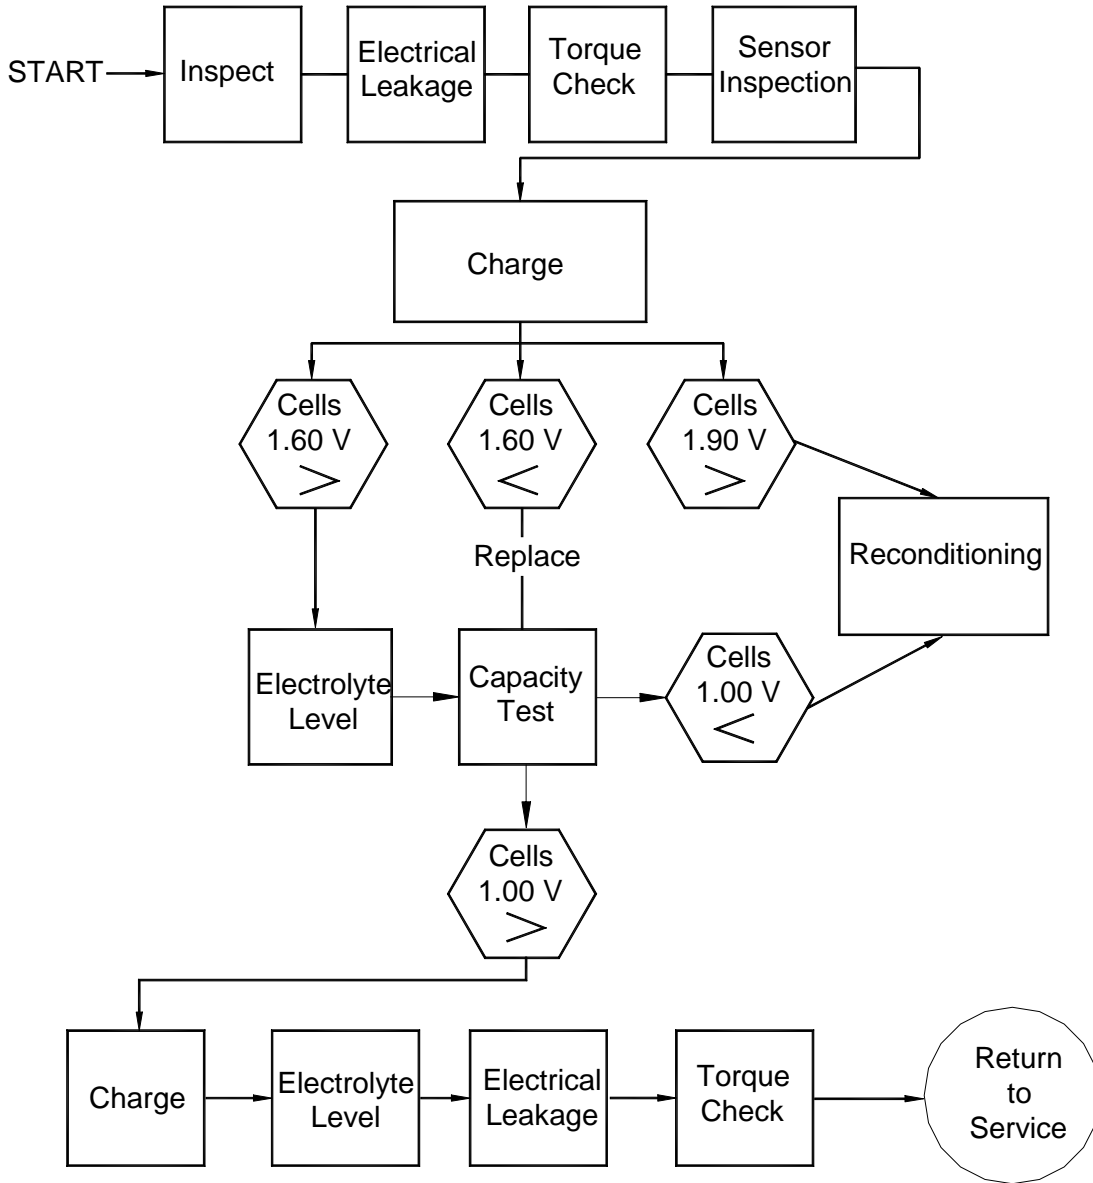 START
Inspect
Electrical
Leakage
Torque
Check
Sensor
Inspection
Charge
Cells
1.60 V
>
Cells
1.60 V
<
Cells
1.90 V
>
Replace
Reconditioning
Electrolyte
Level
Capacity
Test
Cells
1.00 V
<
Cells
1.00 V
>
Charge
Electrolyte
Level
Electrical
Leakage
Torque
Check
Return
to
Service